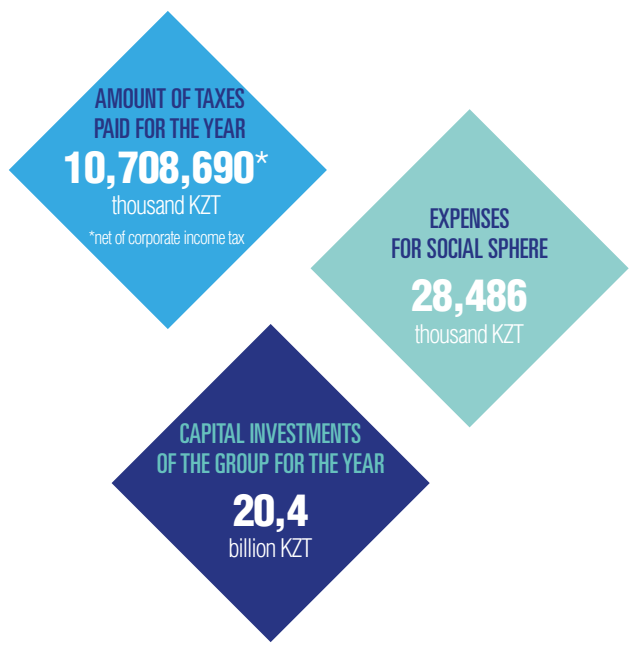 AMOUNT OF TAXES
PAID FOR THE YEAR
10,708,690*
thousand KZT
*net of corporate income tax
EXPENSES
FOR SOCIAL SPHERE
28,486
thousand KZT
CAPITAL INVESTMENTS
OF THE GROUP FOR THE YEAR
20,4
billion KZT